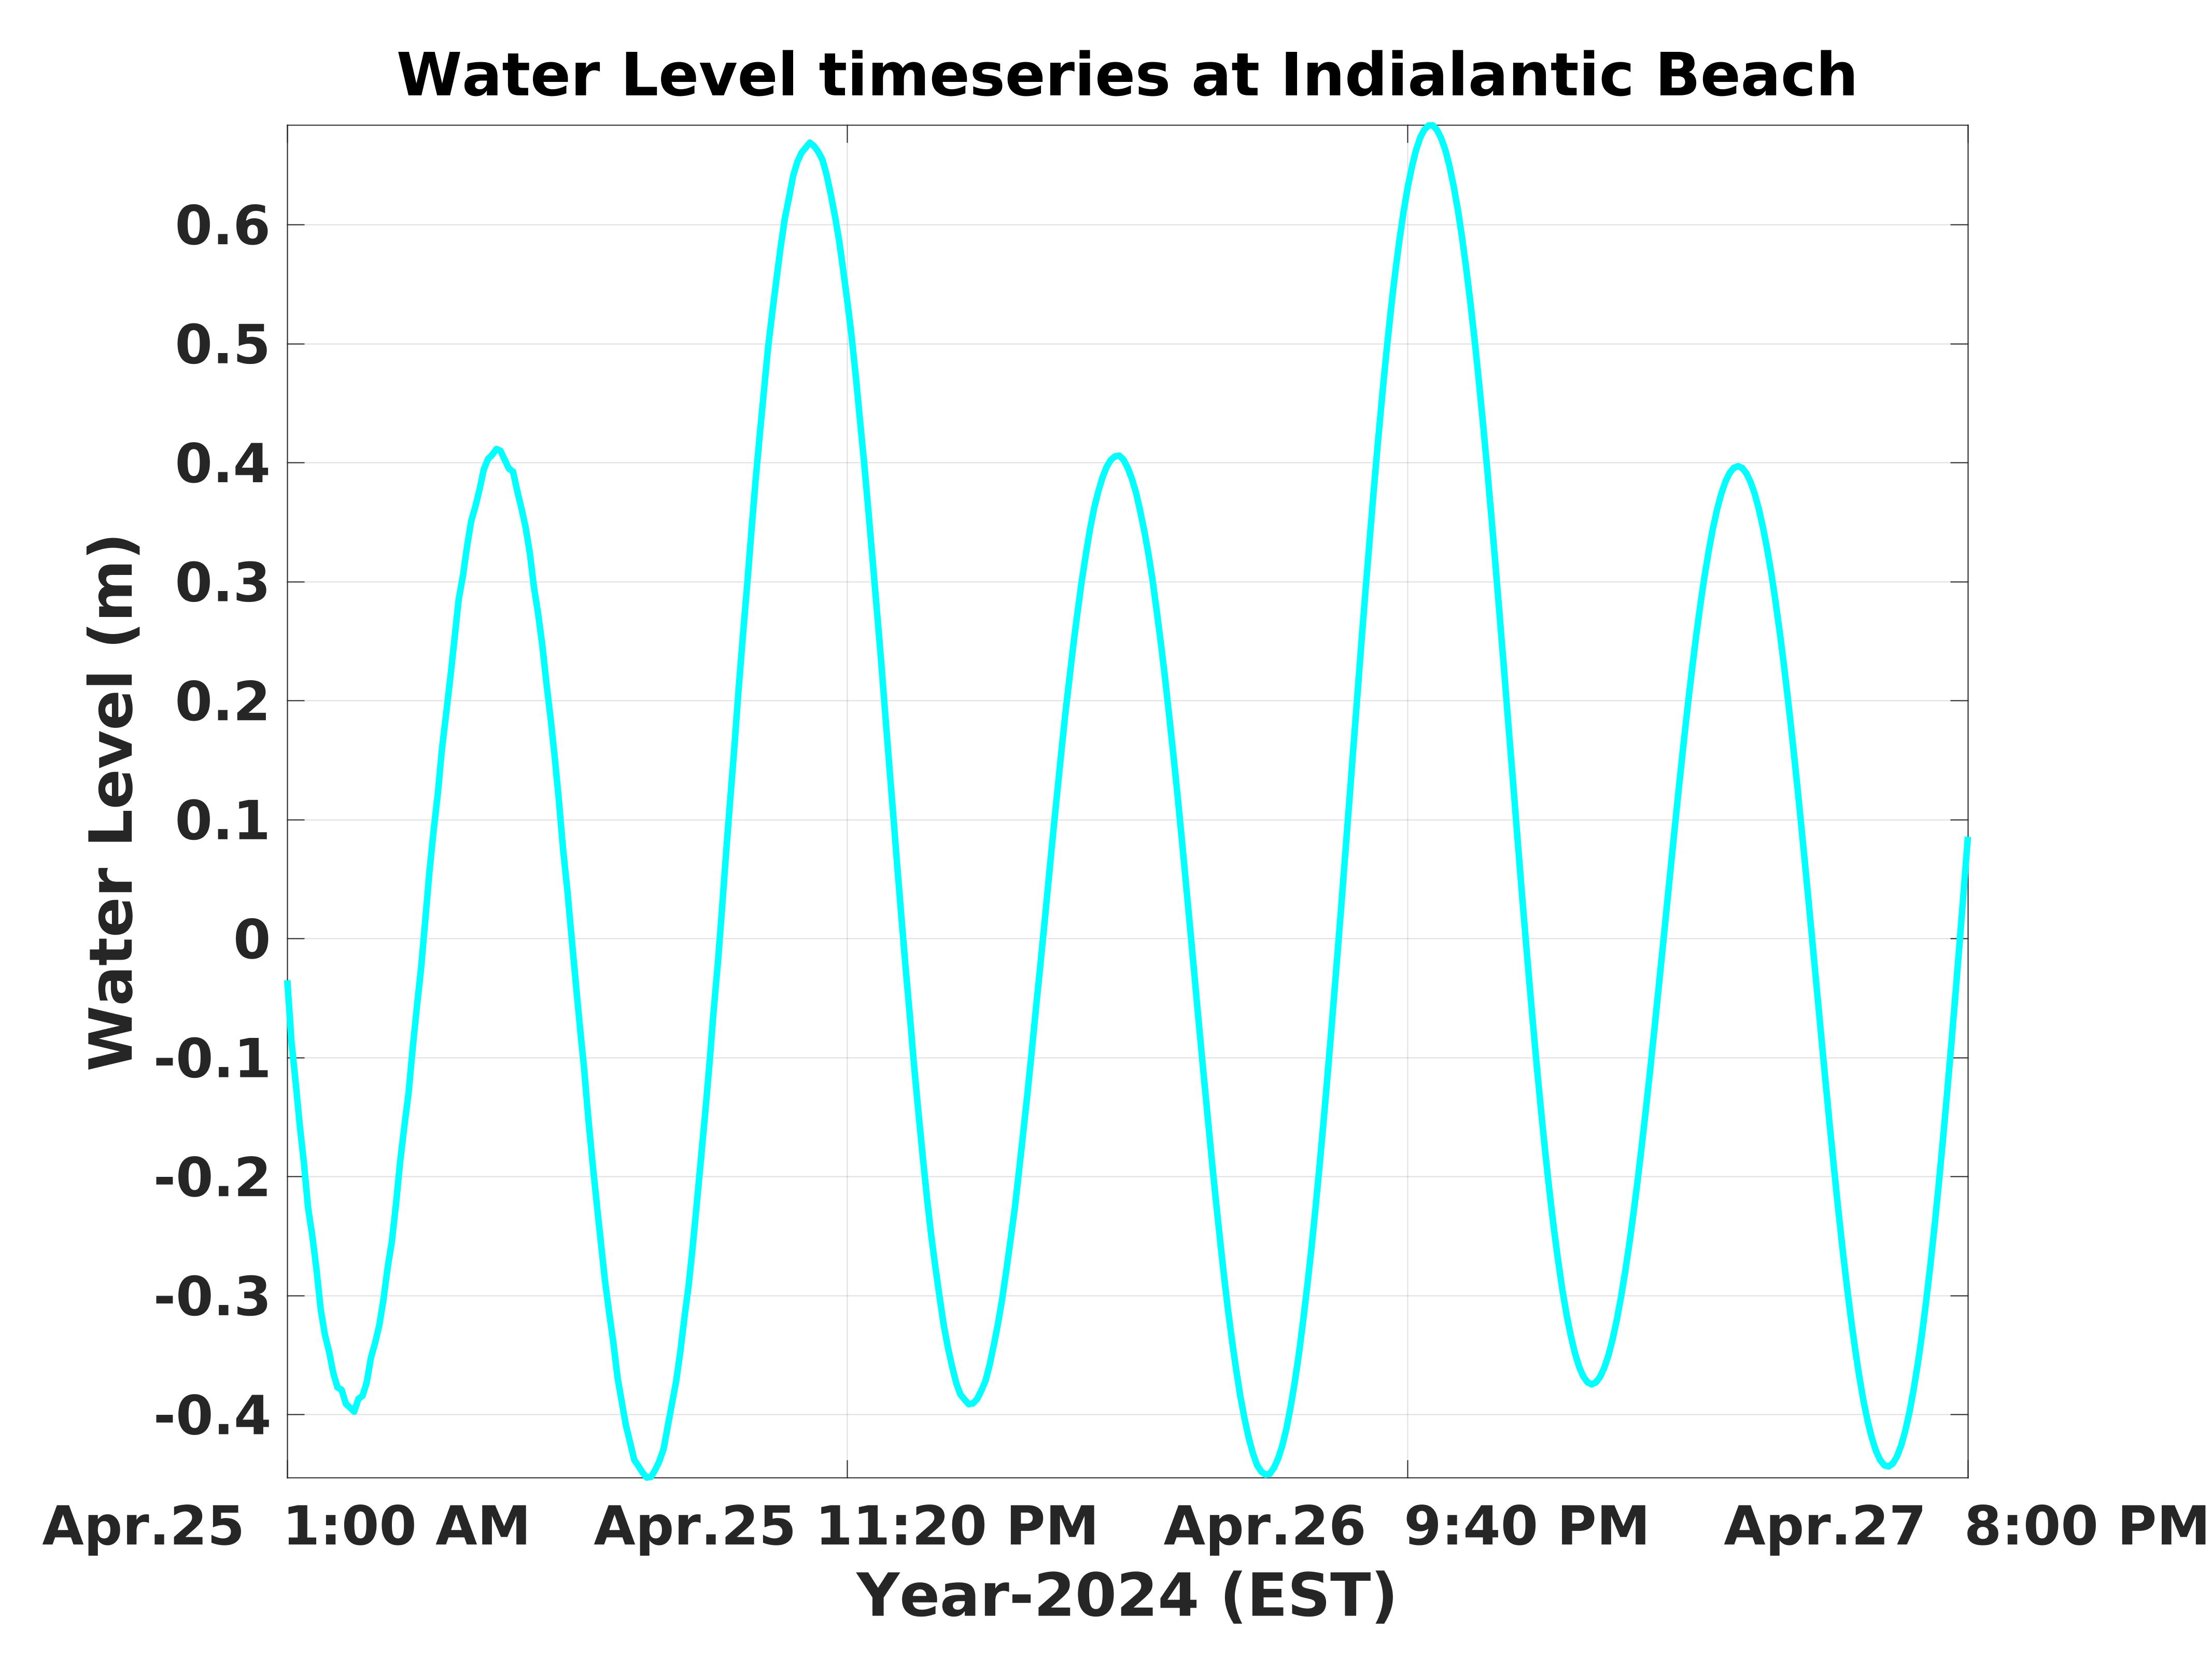 Water Level timeseries at Indialantic Beach
0.6
0.5
0.4
0.3
0.2
0.1
0
-0.1
-0.2
-0.3
-0.4
Water Level (m)
Apr.25 1:00 AM Apr.25 11:20 PM Apr.26 9:40 PM Apr.27 8:00 PM
Year-2024 (EST)